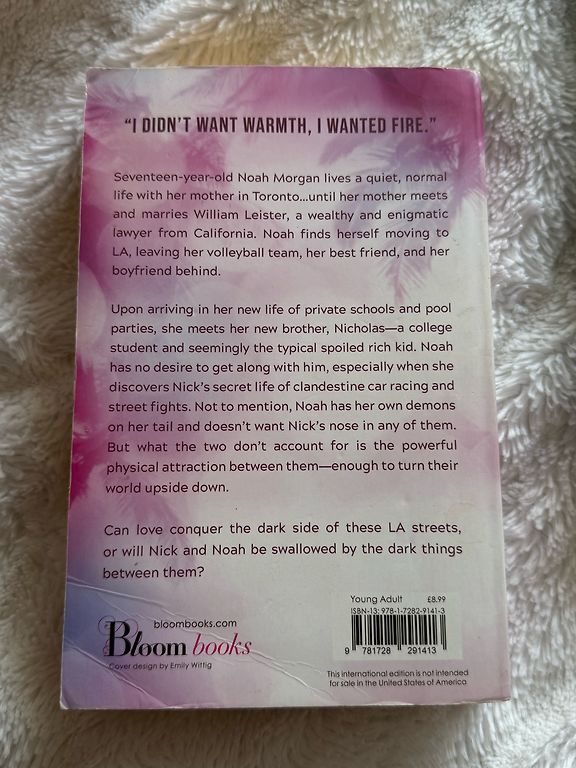 “I DIDN’T WANT WARMTH, I WANTED FIRE.”
Seventeen-year-old Noah Morgan lives a quiet, normal
life with her mother in Toronto...until her mother meets
and marries William Leister, a wealthy and enigmatic
lawyer from California. Noah finds herself moving to
LA, leaving her volleyball team, her best friend, and her
boyfriend behind.
Upon arriving in her new life of private schools and pool
parties, she meets her new brother, Nicholas—a college
student and seemingly the typical spoiled rich kid. Noah
has no desire to get along with him, especially when she
discovers Nick’s secret life of clandestine car racing and
street fights. Not to mention, Noah has her own demons
on her tail and doesn’t want Nick’s nose in any of them.
But what the two don’t account for is the powerful
physical attraction between them—enough to turn their
world upside down.
Can love conquer the dark side of these LA streets,
or will Nick and Noah be swallowed by the dark things
between them?
bloombooks.com
Bloom books
Cover design by Emily Wittig
Young Adult £8.99
ISBN-13: 978-1-7282-9141-3
9 781728 291413
This international edition is not intended
for sale in the United States of America